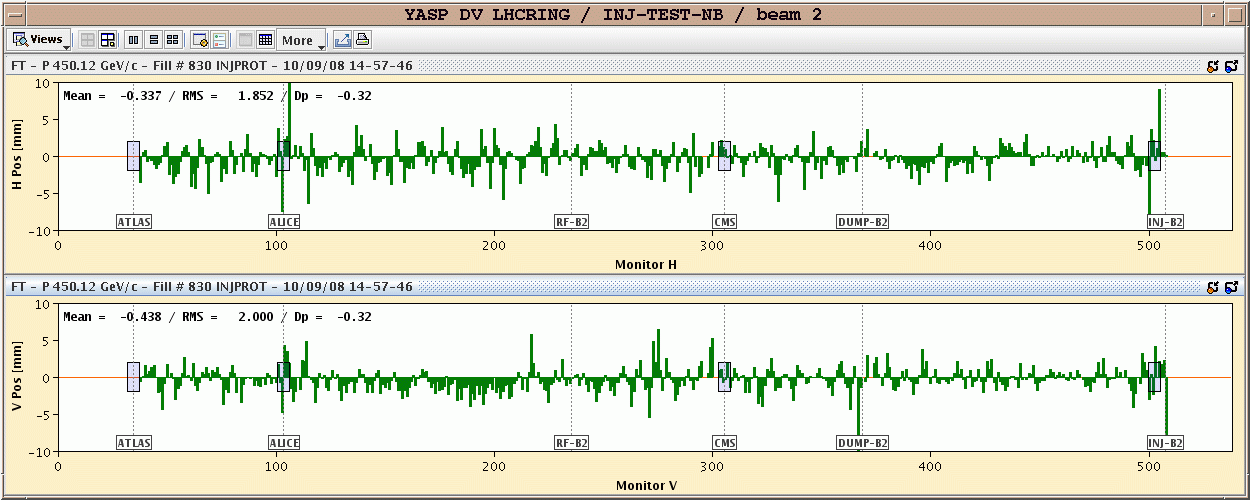 YASP DV LHCRING / INJ-TEST-NB / beam 2
Views More
FT - P 450.12 GeV/c - Fill # 830 INJPROT - 10/09/08 14-57-46
Mean = -0.337 / RMS = 1.852 / Dp = -0.32
H Pos [mm]
10
5
0
-5
-10
ATLAS ALICE RF-B2 CMS DUMP-B2 INJ-B2
0 100 200 300 400 500
Monitor H
FT - P 450.12 GeV/c - Fill # 830 INJPROT - 10/09/08 14-57-46
Mean = -0.438 / RMS = 2.000 / Dp = -0.32
V Pos [mm]
10
5
0
-5
-10
ATLAS ALICE RF-B2 CMS DUMP-B2 INJ-B2
0 100 200 300 400 500
Monitor V